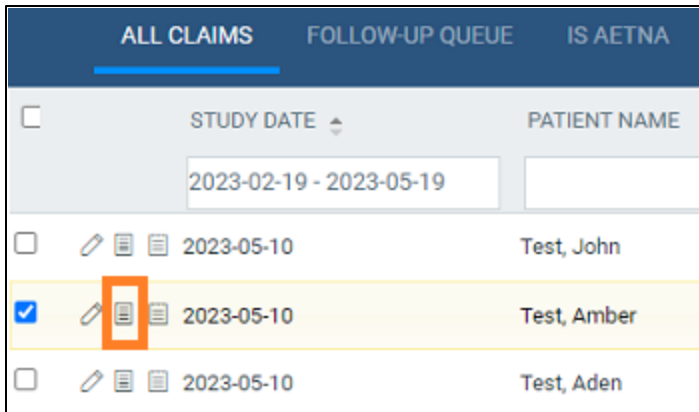 ALL CLAIMS FOLLOW-UP QUEUE IS AETNA
STUDY DATE PATIENT NAME
2023-02-19 - 2023-05-19
2023-05-10 Test, John
2023-05-10 Test, Amber
2023-05-10 Test, Aden